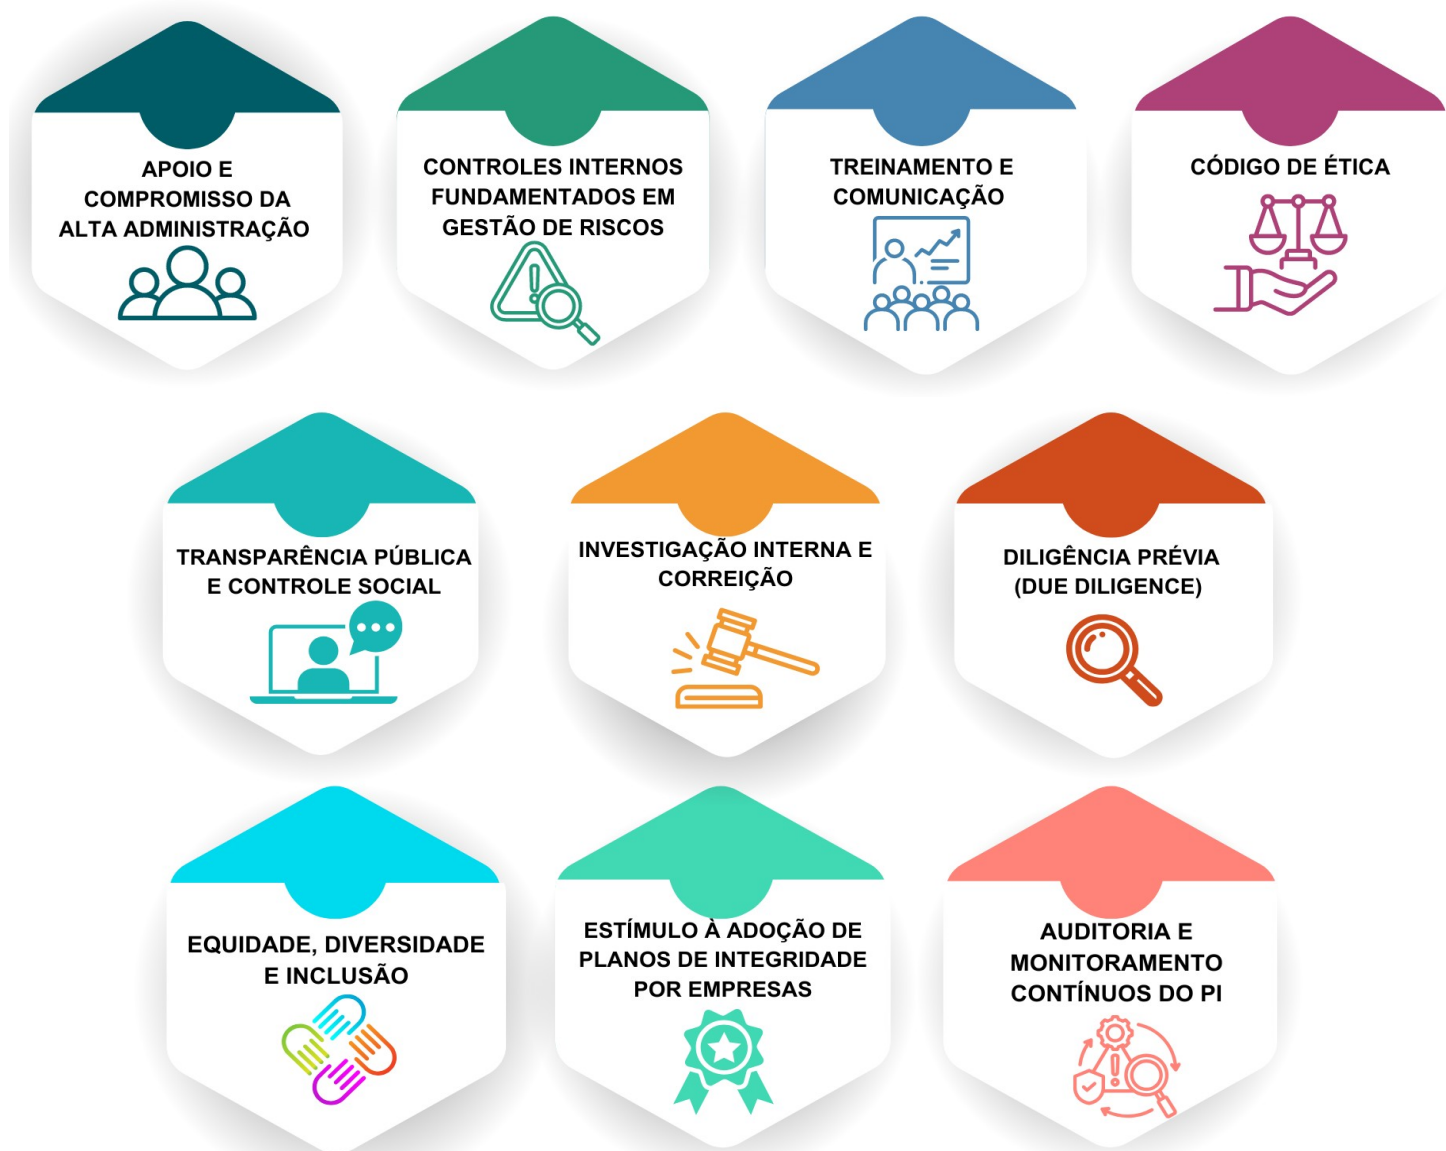 APOIO E
COMPROMISSO DA
ALTA ADMINISTRAÇÃO
CONTROLES INTERNOS
FUNDAMENTADOS EM
GESTÃO DE RISCOS
TREINAMENTO E
COMUNICAÇÃO
CÓDIGO DE ÉTICA
TRANSPARÊNCIA PÚBLICA
E CONTROLE SOCIAL
INVESTIGAÇÃO INTERNA E
CORREIÇÃO
DILIGÊNCIA PRÉVIA
(DUE DILIGENCE)
EQUIDADE, DIVERSIDADE
E INCLUSÃO
ESTÍMULO À ADOÇÃO DE
PLANOS DE INTEGRIDADE
POR EMPRESAS
AUDITORIA E
MONITORAMENTO
CONTÍNUOS DO PI